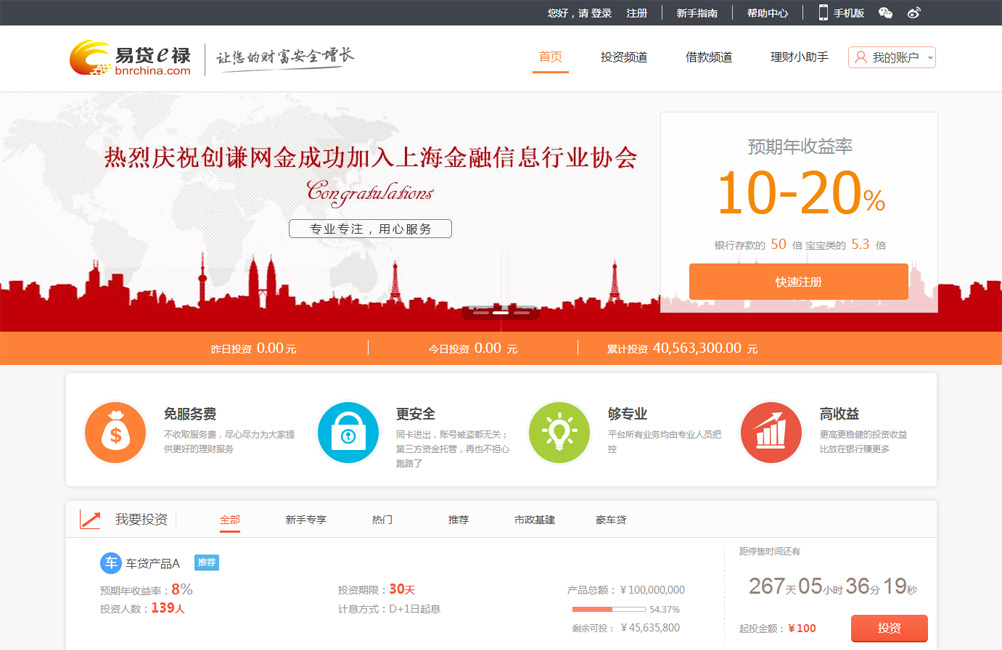 您好，请 登录 注册 新手指南 帮助中心 手机版
易贷e禄
bnrchina.com
让您的财富安全增长
首页 投资频道 借款频道 理财小助手 我的账户
热烈庆祝创谦网金成功加入上海金融信息行业协会
Congratulations
专业专注，用心服务
预期年收益率
10-20%
银行存款的 50 倍 宝宝类的 5.3 倍
快速注册
昨日投资 0.00 元 今日投资 0.00 元 累计投资 40,563,300.00 元
免服务费
不收取服务费，尽心尽力为大家提
供更好的理财服务
更安全
同卡进出，账号被盗都无关；
第三方资金托管，再也不担心
跑路了
够专业
平台所有业务均由专业人员把
控
高收益
更高更稳健的投资收益
比放在银行赚更多
我要投资 全部 新手专享 热门 推荐 市政基建 豪车贷
车 车贷产品A 推荐
预期年收益率：8%
投资人数：139人
投资期限：30天
计息方式：D+1日起息
产品总额：￥100,000,000
54.37%
剩余可投：￥45,635,800
距停售时间还有
267天05小时36分19秒
起投金额：￥100
投资